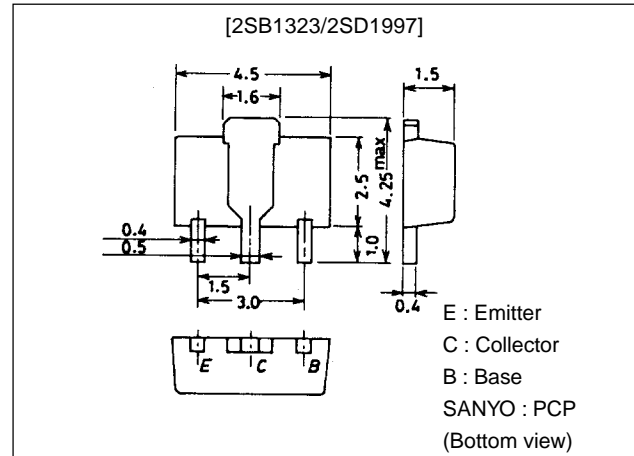 [2SB1323/2SD1997]
4.5
1.6
1.5
2.5
4.25 max
1.0
0.4
0.5
1.5
3.0
0.4
E C B
E : Emitter
C : Collector
B : Base
SANYO : PCP
(Bottom view)